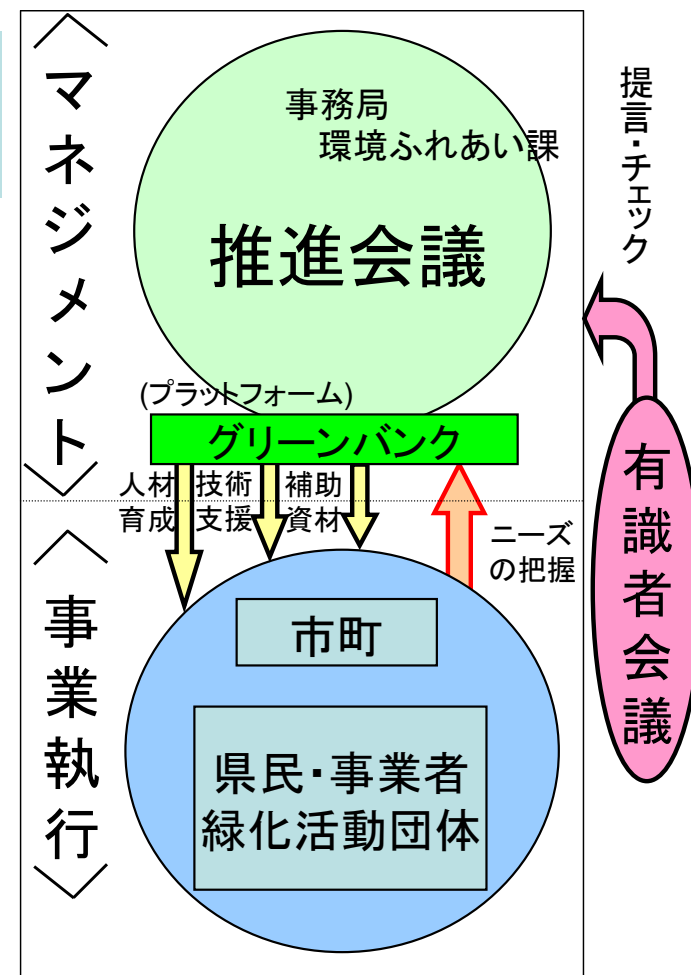 〈マネジメント〉
事務局
環境ふれあい課
推進会議
(プラットフォーム)
グリーンバンク
人材
育成
技術
支援
補助
資材
ニーズ
の把握
〈事業執行〉
市町
県民・事業者
緑化活動団体
提言・チェック
有識者会議